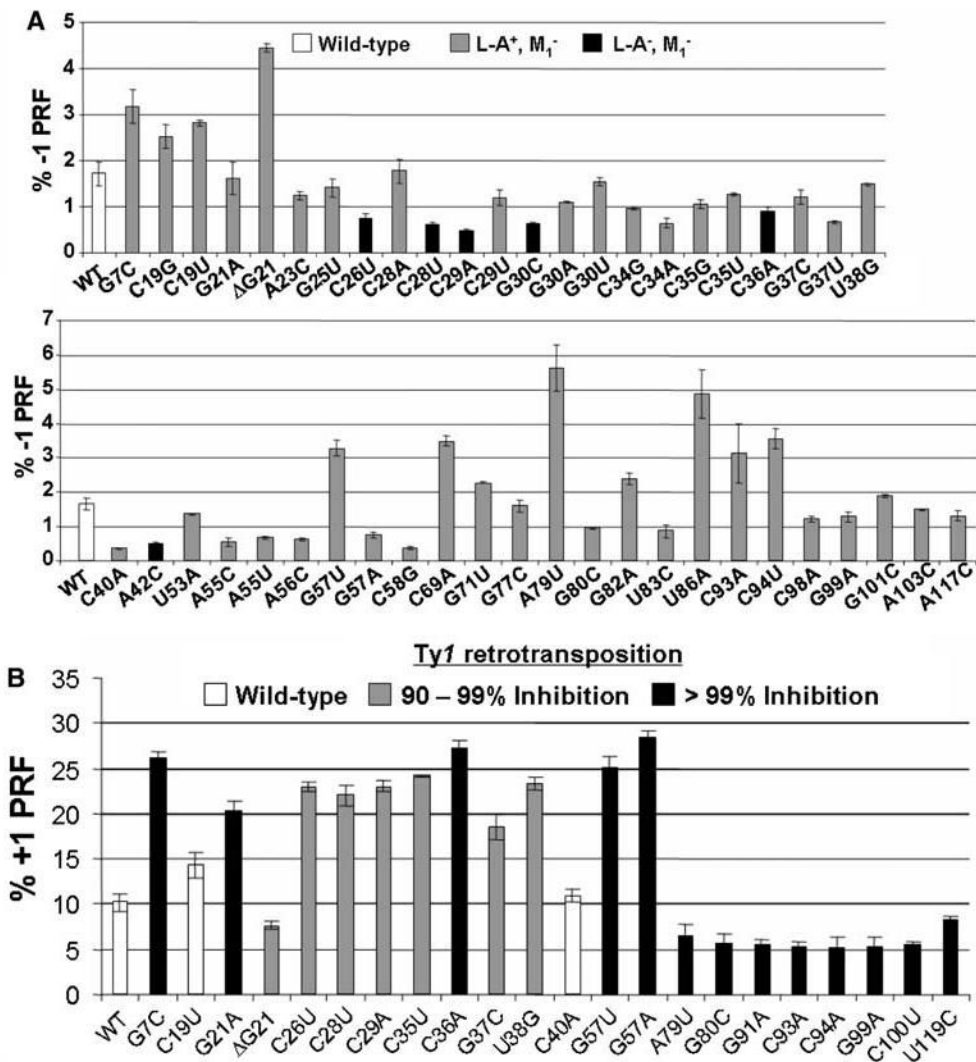 A
5
4
3
2
1
0
% -1 PRF
Wild-type L-A+, M1- L-A-, M1-
WT G7C C19G C19U G21A ΔG21 A23C G25U C26U C28A C28U C29A C29U G30C G30A G30U C34G C34A C35G C35U C36A G37C G37U U38G
7
6
5
4
3
2
1
0
% -1 PRF
WT C40A A42C U53A A55C A55U A56C G57U G57A C58G C69A G71U G77C A79U G80C G82A U83C U86A C93A C94U C98A G99A G101C A103C A117C
B
Ty1 retrotransposition
Wild-type 90 – 99% Inhibition > 99% Inhibition
35
30
25
20
15
10
5
0
% +1 PRF
WT G7C C19U G21A ΔG21 C26U C28U C29A C35U C36A G37C U38G C40A G57U G57A A79U G80C G91A C93A C94A G99A C100U U119C